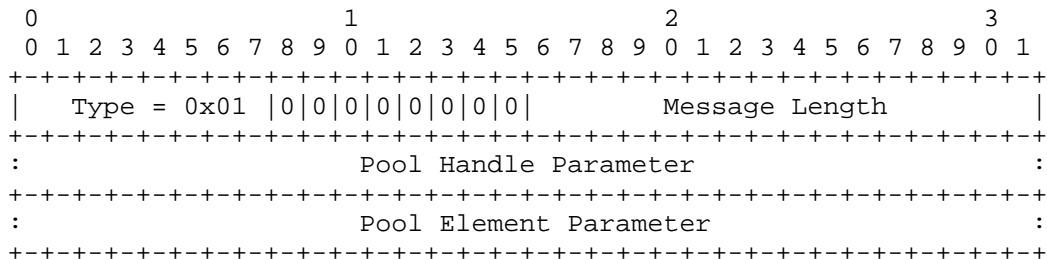 0                   1                   2                   3
 0 1 2 3 4 5 6 7 8 9 0 1 2 3 4 5 6 7 8 9 0 1 2 3 4 5 6 7 8 9 0 1
+-+-+-+-+-+-+-+-+-+-+-+-+-+-+-+-+-+-+-+-+-+-+-+-+-+-+-+-+-+-+-+-+
|   Type = 0x01 |0|0|0|0|0|0|0|0|        Message Length         |
+-+-+-+-+-+-+-+-+-+-+-+-+-+-+-+-+-+-+-+-+-+-+-+-+-+-+-+-+-+-+-+-+
:                     Pool Handle Parameter                     :
+-+-+-+-+-+-+-+-+-+-+-+-+-+-+-+-+-+-+-+-+-+-+-+-+-+-+-+-+-+-+-+-+
:                     Pool Element Parameter                    :
+-+-+-+-+-+-+-+-+-+-+-+-+-+-+-+-+-+-+-+-+-+-+-+-+-+-+-+-+-+-+-+-+